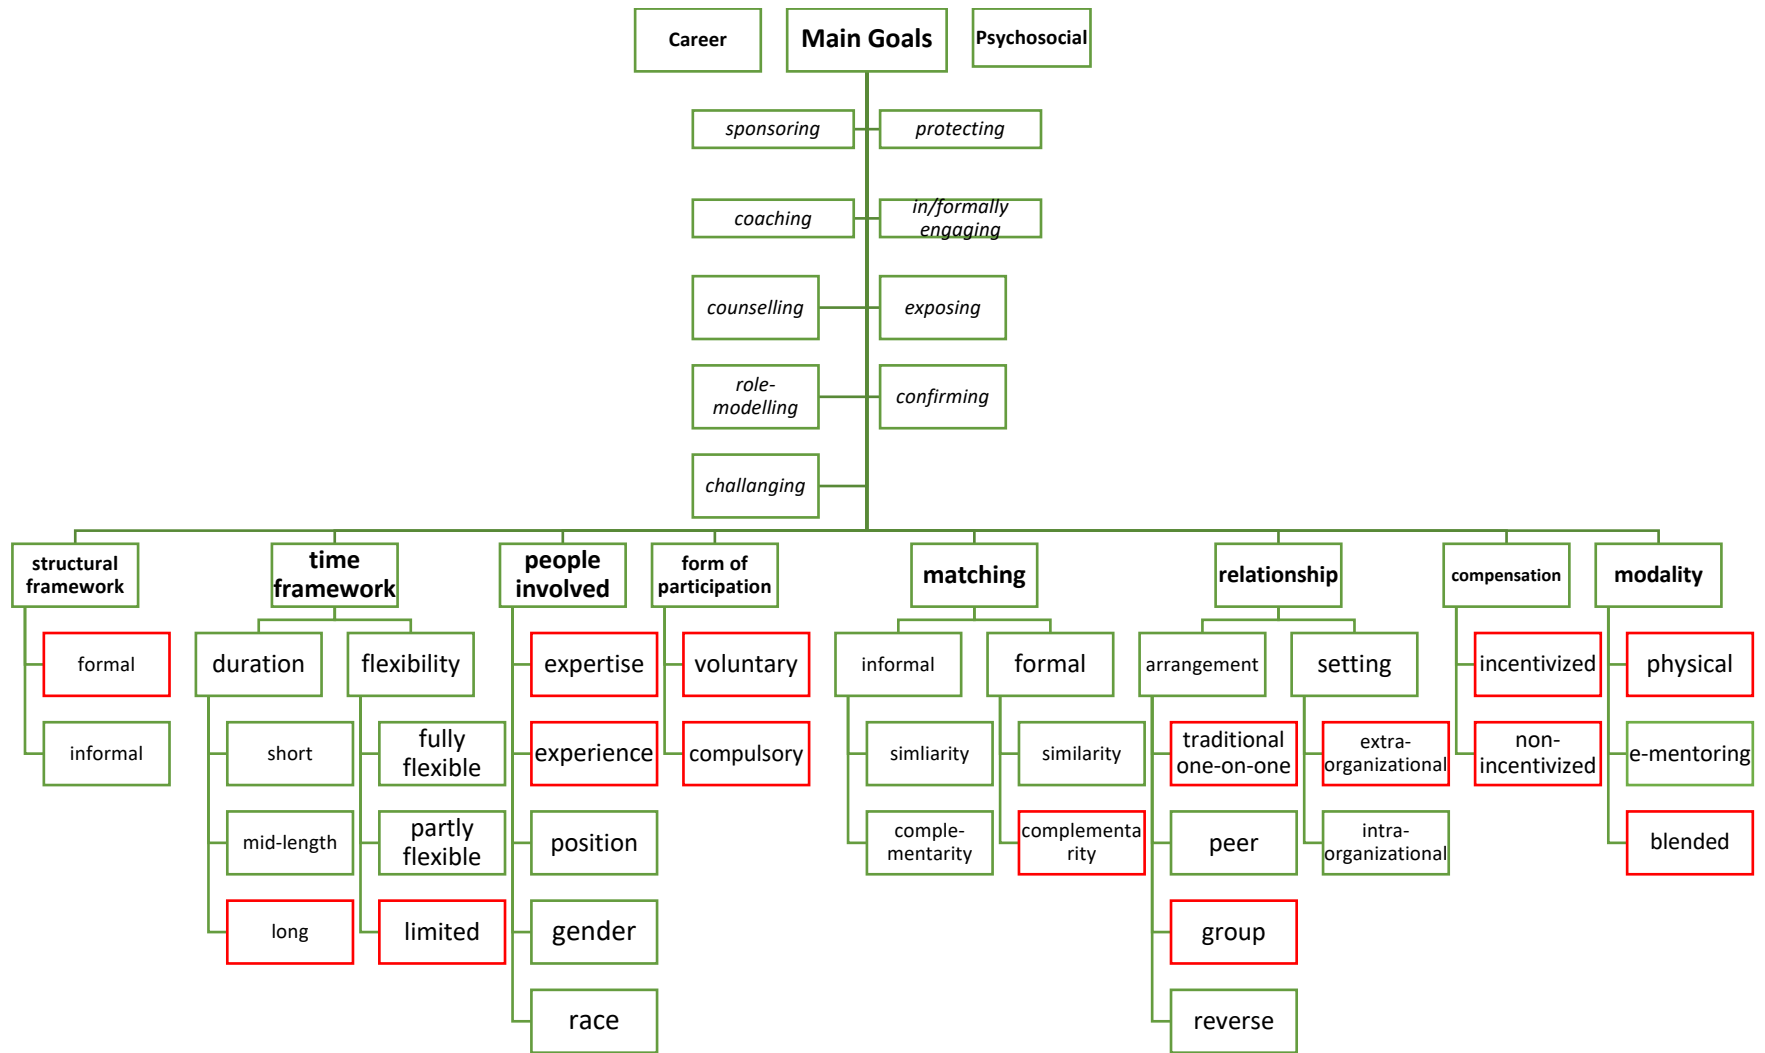 Career
Main Goals
Psychosocial
sponsoring
protecting
coaching
in/formally
engaging
counselling
exposing
role-
modelling
confirming
challanging
structural
framework
time
framework
people
involved
form of
participation
matching
relationship
compensation
modality
formal
informal
duration
short
mid-length
long
flexibility
fully
flexible
partly
flexible
limited
expertise
experience
position
gender
race
voluntary
compulsory
informal
simliarity
comple-
mentarity
formal
similarity
complementa
rity
arrangement
traditional
one-on-one
peer
group
reverse
setting
extra-
organizational
intra-
organizational
incentivized
non-
incentivized
physical
e-mentoring
blended